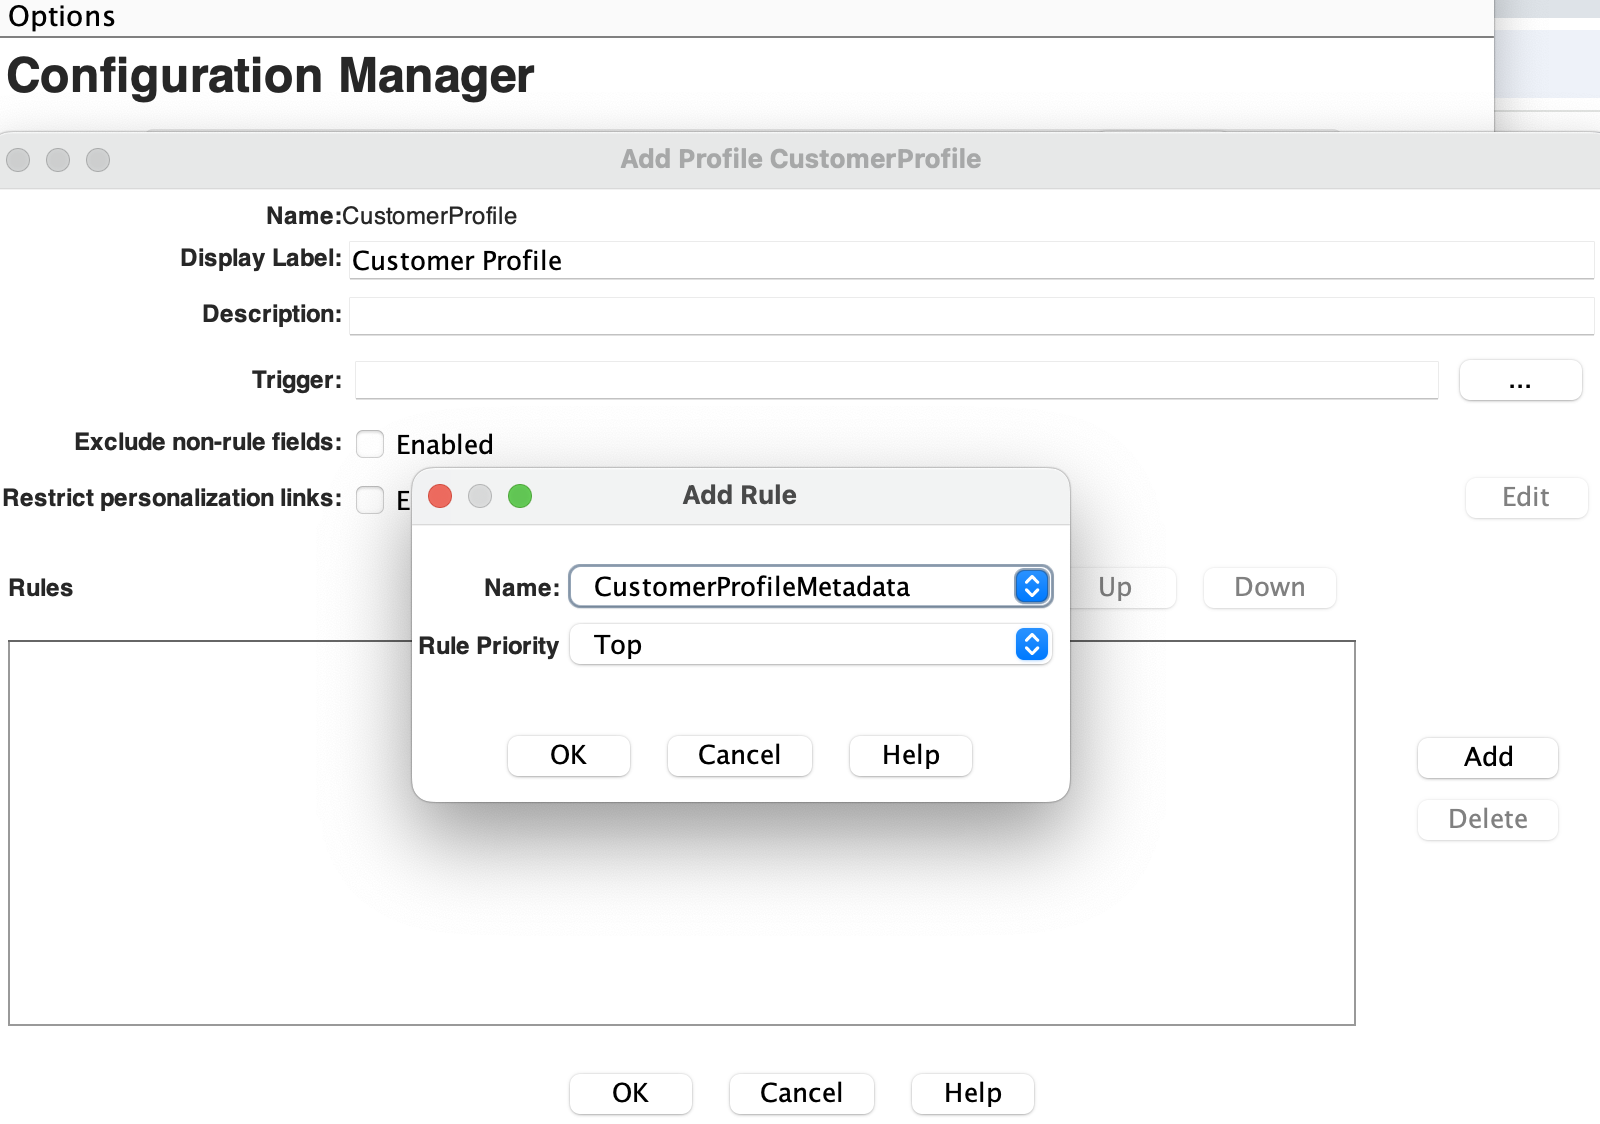 Options
Configuration Manager
Add Profile CustomerProfile
Name:CustomerProfile
Display Label: Customer Profile
Description:
Trigger: ...
Exclude non-rule fields: Enabled
Restrict personalization links: E Edit
Add Rule
Name: CustomerProfileMetadata
Rule Priority Top
OK Cancel Help
Rules Up Down
Add
Delete
OK Cancel Help